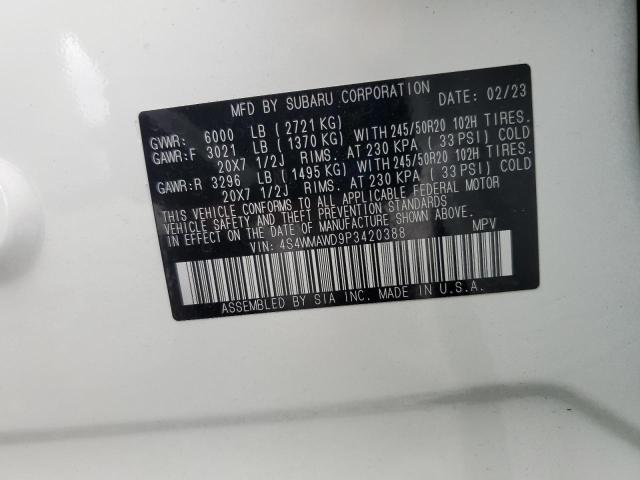 MFD BY SUBARU CORPORATION DATE: 02/23
GVWR: 6000 LB (2721 KG)
GAWR:F 3021 LB (1370 KG) WITH 245/50R20 102H TIRES.
20X7 1/2J RIMS. AT 230 KPA (33 PSI) COLD
GAWR:R 3296 LB (1495 KG) WITH 245/50R20 102H TIRES.
20X7 1/2J RIMS. AT 230 KPA (33 PSI) COLD
THIS VEHICLE CONFORMS TO ALL APPLICABLE FEDERAL MOTOR
VEHICLE SAFETY AND THEFT PREVENTION STANDARDS
IN EFFECT ON THE DATE OF MANUFACTURE SHOWN ABOVE.
VIN: 4S4WMAWD9P3420388 MPV
ASSEMBLED BY SIA INC. MADE IN U.S.A.